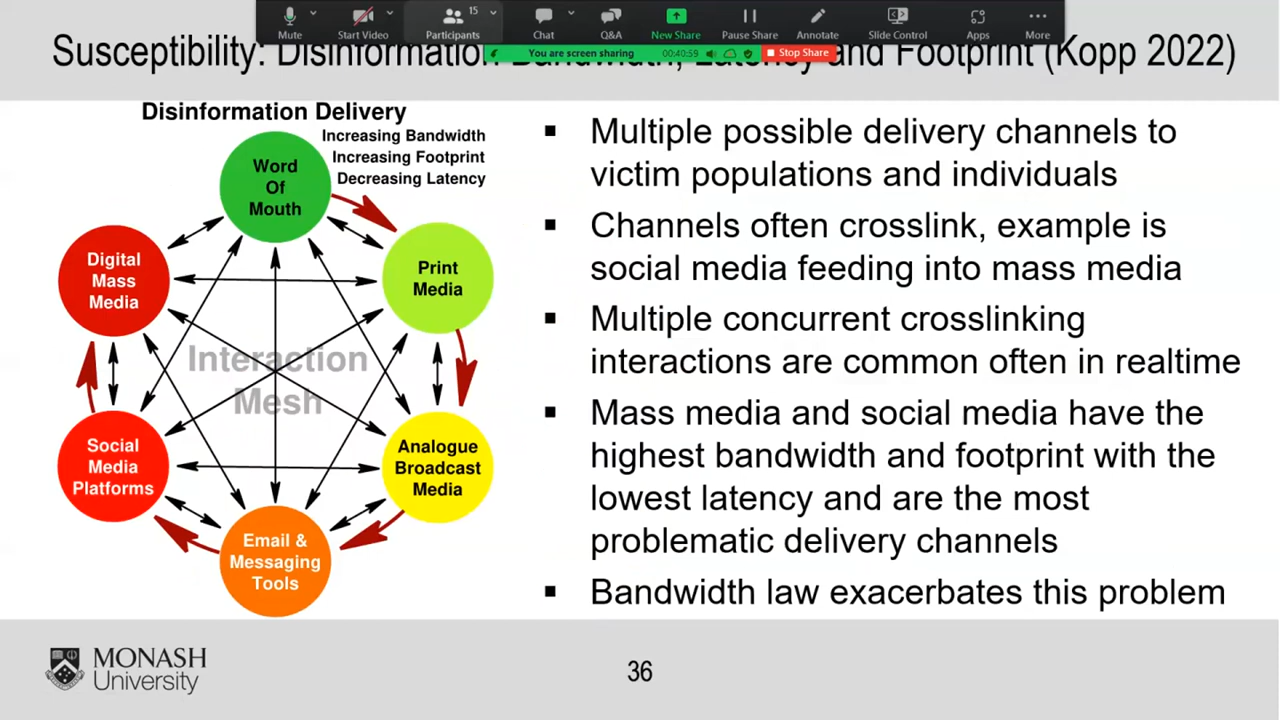 Mute
Start Video
Participants
15
Chat
Q&A
New Share
Pause Share
Annotate
Slide Control
Apps
More
You are screen sharing
00:40:59
Stop Share
Susceptibility: Disinformation Bandwidth, Latency and Footprint (Kopp 2022)
Disinformation Delivery
Increasing Bandwidth
Increasing Footprint
Decreasing Latency
Word
Of
Mouth
Print
Media
Analogue
Broadcast
Media
Email &
Messaging
Tools
Social
Media
Platforms
Digital
Mass
Media
Interaction
Mesh
▪ Multiple possible delivery channels to
victim populations and individuals
▪ Channels often crosslink, example is
social media feeding into mass media
▪ Multiple concurrent crosslinking
interactions are common often in realtime
▪ Mass media and social media have the
highest bandwidth and footprint with the
lowest latency and are the most
problematic delivery channels
▪ Bandwidth law exacerbates this problem
MONASH
University
36